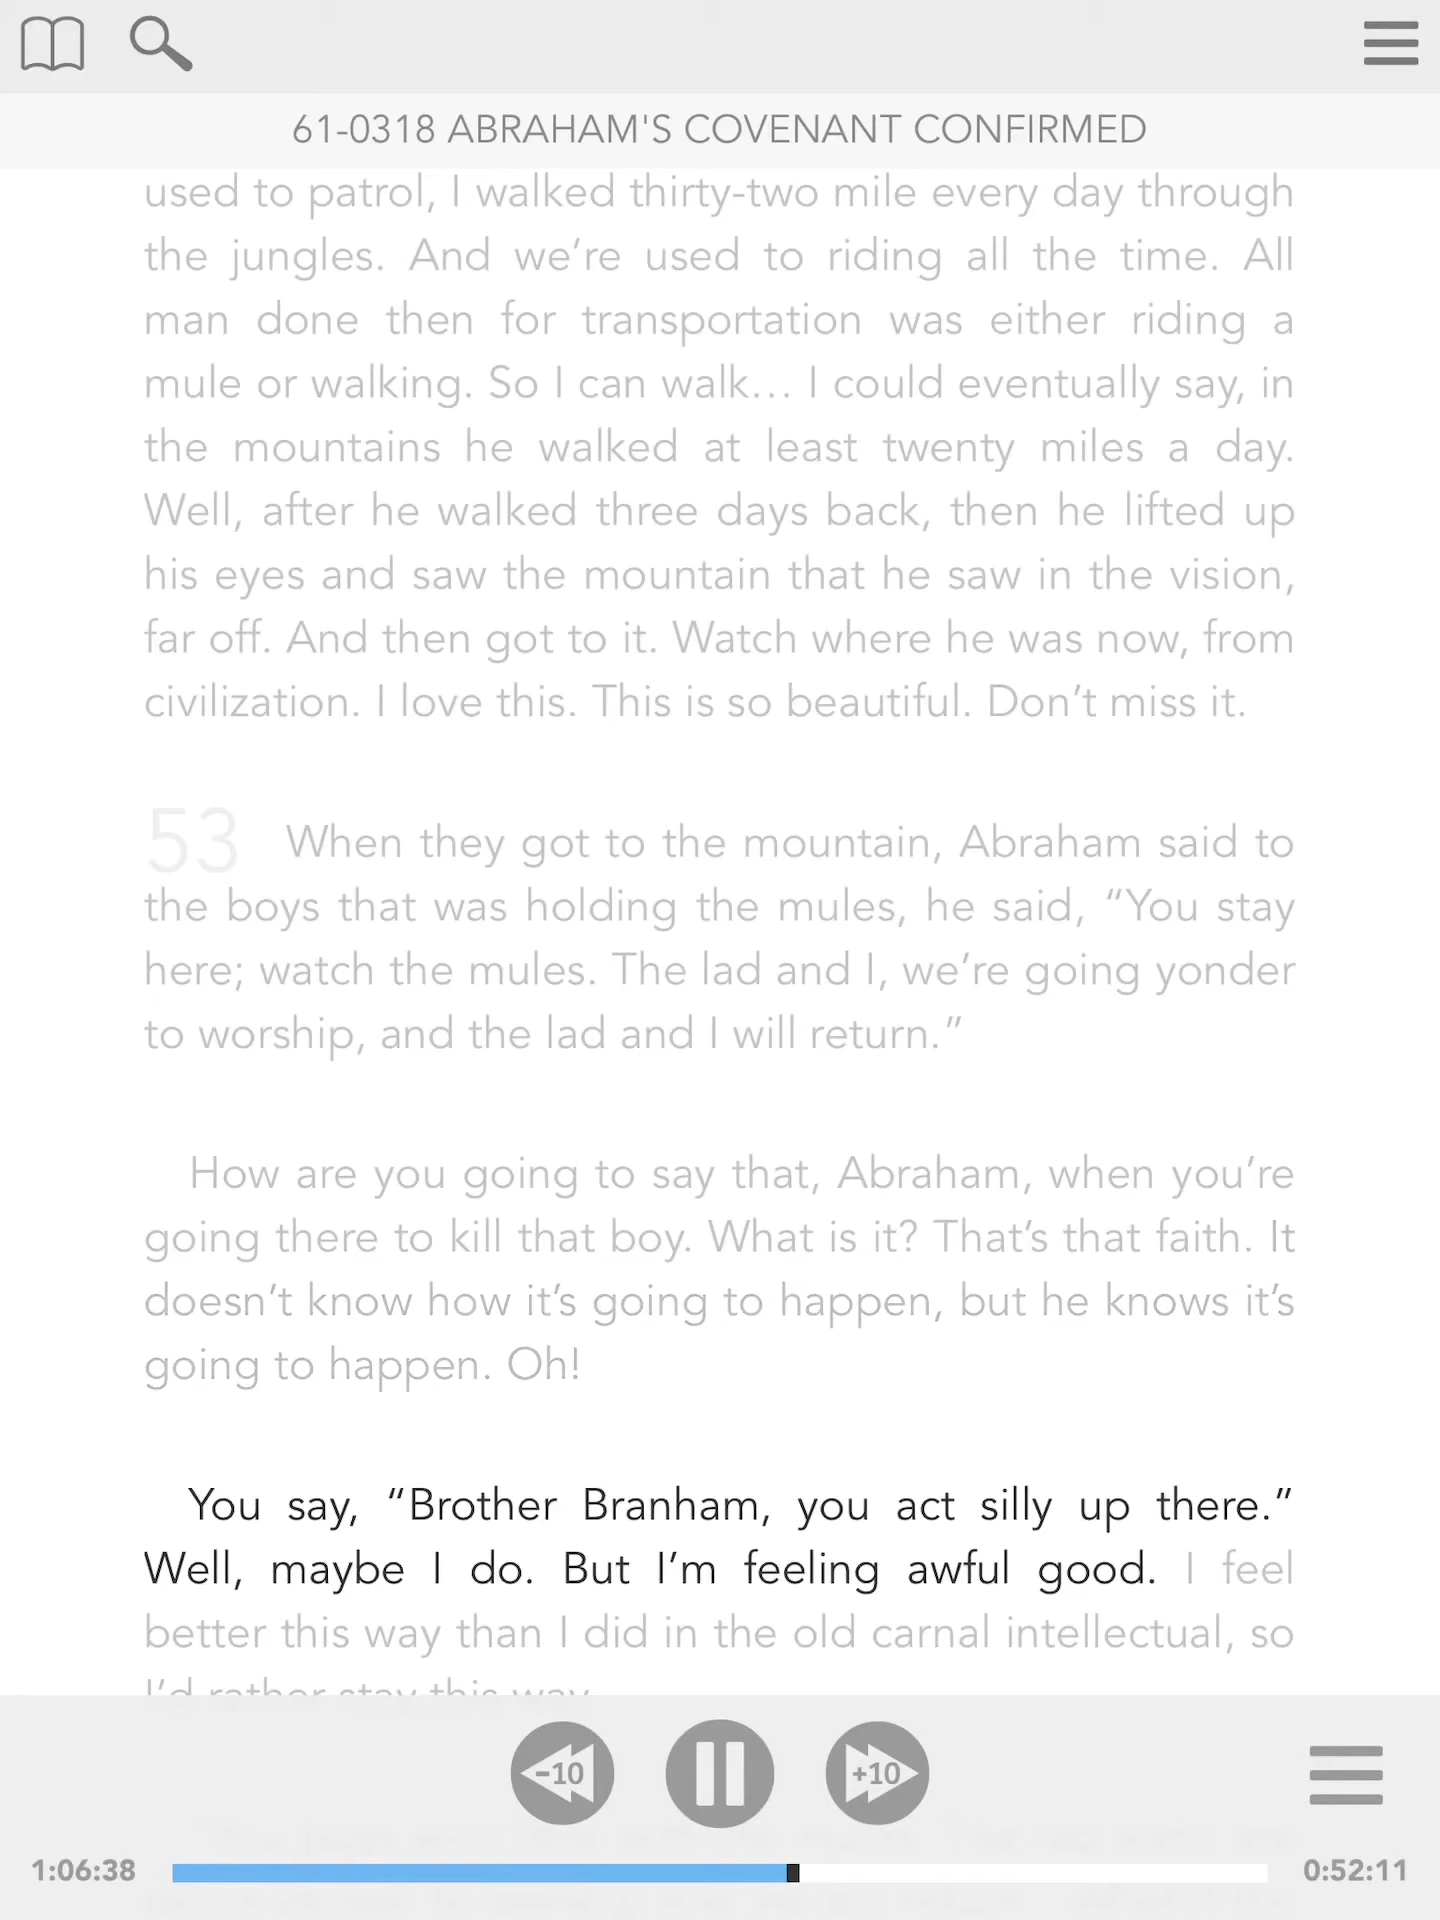 61-0318 ABRAHAM'S COVENANT CONFIRMED
used to patrol, I walked thirty-two mile every day through
the jungles. And we’re used to riding all the time. All
man done then for transportation was either riding a
mule or walking. So I can walk… I could eventually say, in
the mountains he walked at least twenty miles a day.
Well, after he walked three days back, then he lifted up
his eyes and saw the mountain that he saw in the vision,
far off. And then got to it. Watch where he was now, from
civilization. I love this. This is so beautiful. Don’t miss it.
53 When they got to the mountain, Abraham said to
the boys that was holding the mules, he said, “You stay
here; watch the mules. The lad and I, we’re going yonder
to worship, and the lad and I will return.”
How are you going to say that, Abraham, when you’re
going there to kill that boy. What is it? That’s that faith. It
doesn’t know how it’s going to happen, but he knows it’s
going to happen. Oh!
You say, “Brother Branham, you act silly up there.”
Well, maybe I do. But I’m feeling awful good. I feel
better this way than I did in the old carnal intellectual, so
I’d rather stay this way.
-10 +10
1:06:38 0:52:11